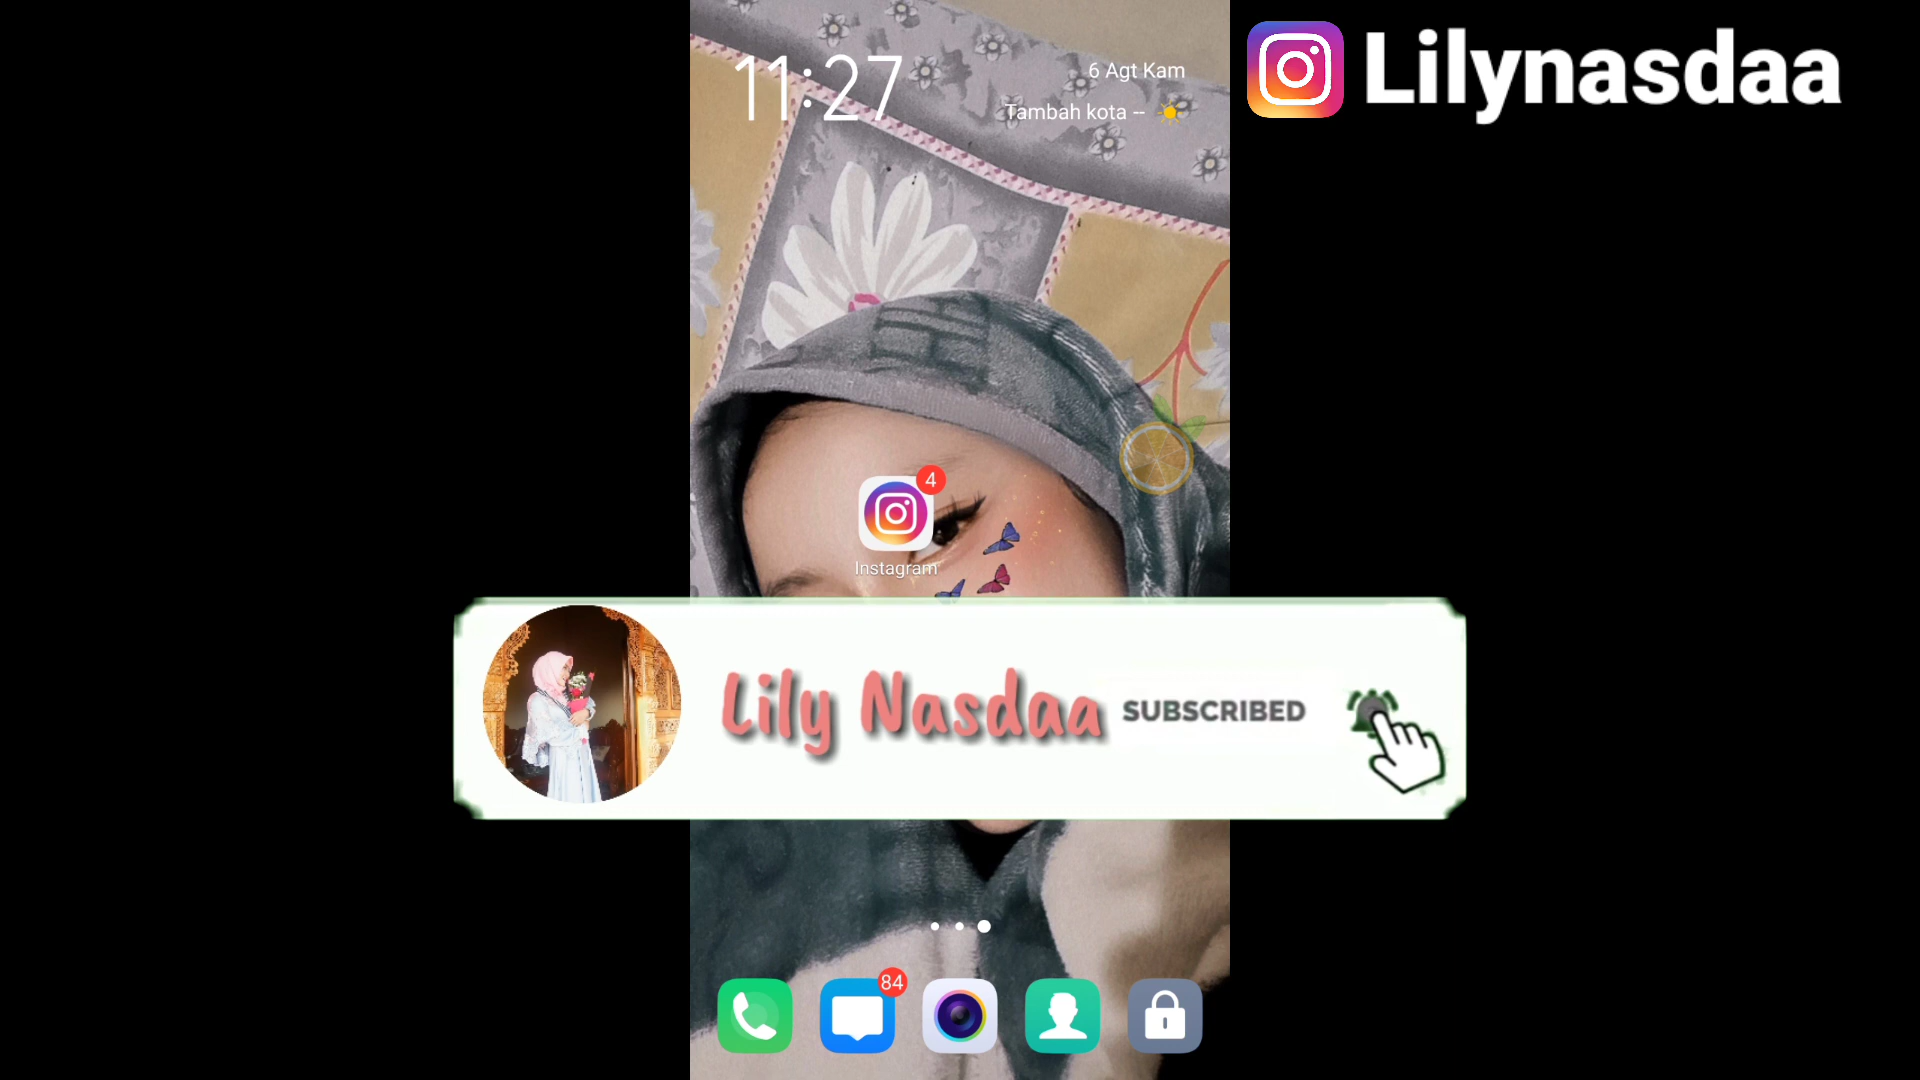 Lilynasdaa
11:27
6 Agt Kam
Tambah kota --
4
Instagram
Lily Nasdaa
SUBSCRIBED
84